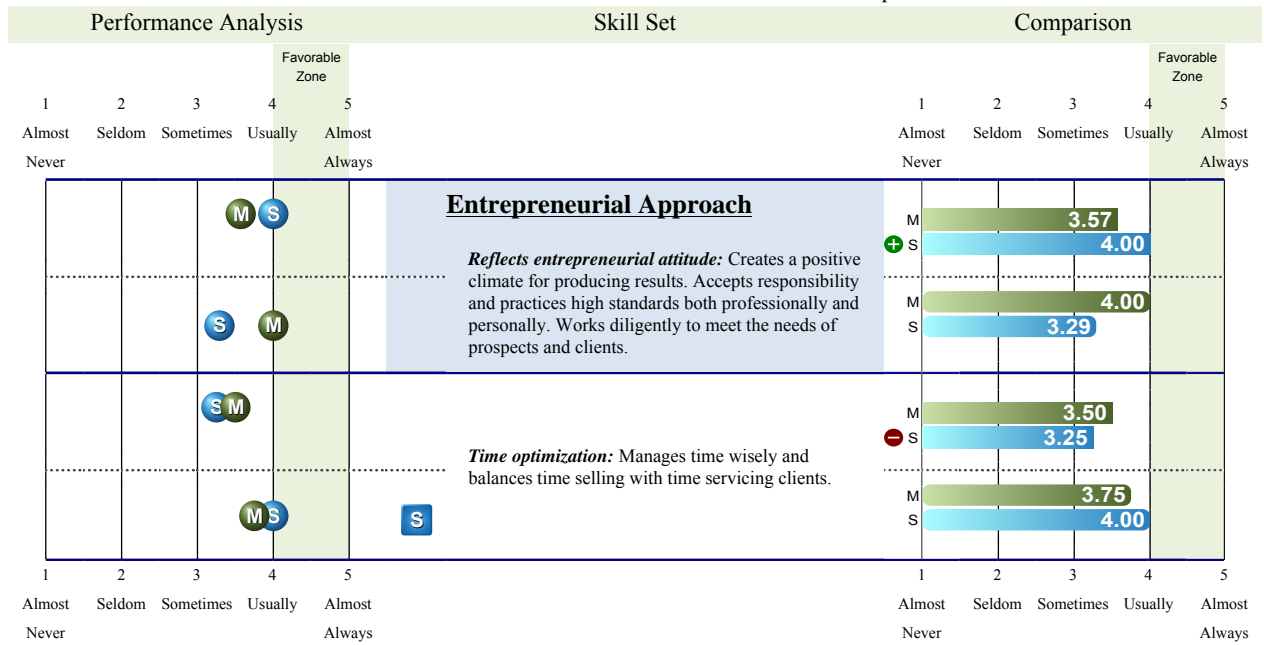 Performance Analysis Skill Set Comparison
Favorable Favorable
Zone Zone
1 2 3 4 5 1 2 3 4 5
Almost Seldom Sometimes Usually Almost Almost Seldom Sometimes Usually Almost
Never Always Never Always
M S Entrepreneurial Approach M 3.57
S 4.00
Reflects entrepreneurial attitude: Creates a positive
climate for producing results. Accepts responsibility
and practices high standards both professionally and
personally. Works diligently to meet the needs of
prospects and clients.
S M M 4.00
S 3.29
S M M 3.50
S 3.25
Time optimization: Manages time wisely and
balances time selling with time servicing clients.
M S S M 3.75
S 4.00
1 2 3 4 5 1 2 3 4 5
Almost Seldom Sometimes Usually Almost Almost Seldom Sometimes Usually Almost
Never Always Never Always